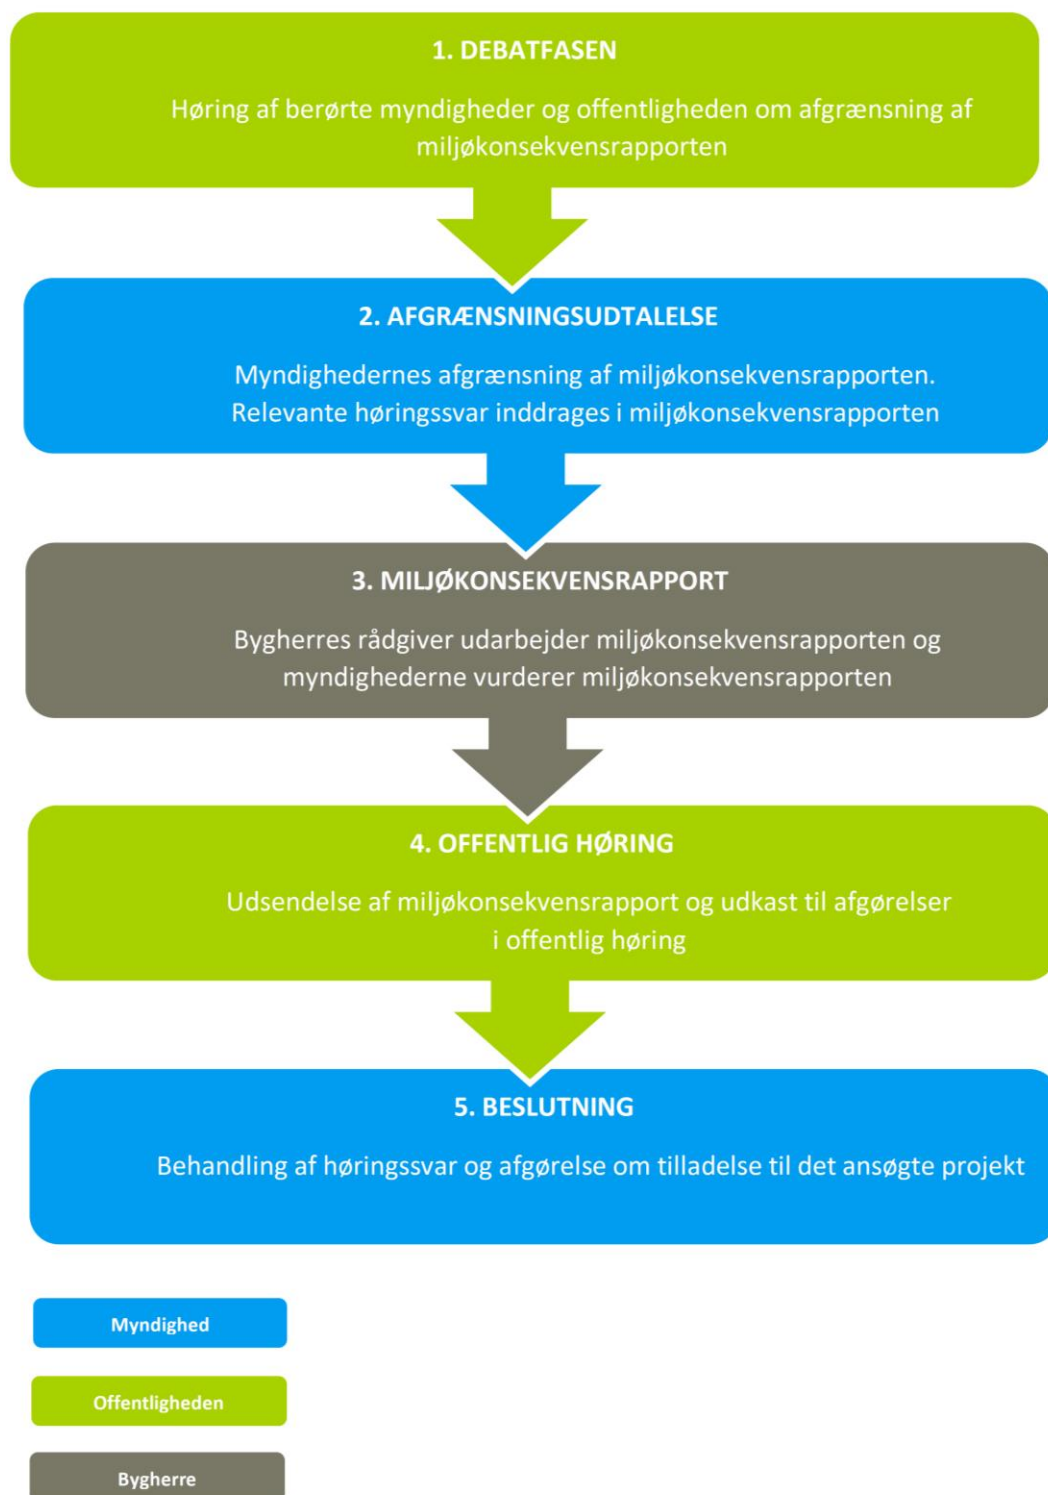 1. DEBATFASEN
Høring af berørte myndigheder og offentligheden om afgrænsning af
miljøkonsekvensrapporten
2. AFGRÆNSNINGSUDTALELSE
Myndighedernes afgrænsning af miljøkonsekvensrapporten.
Relevante høringssvar inddrages i miljøkonsekvensrapporten
3. MILJØKONSEKVENSRAPPORT
Bygherres rådgiver udarbejder miljøkonsekvensrapporten og
myndighederne vurderer miljøkonsekvensrapporten
4. OFFENTLIG HØRING
Udsendelse af miljøkonsekvensrapport og udkast til afgørelser
i offentlig høring
5. BESLUTNING
Behandling af høringssvar og afgørelse om tilladelse til det ansøgte projekt
Myndighed
Offentligheden
Bygherre